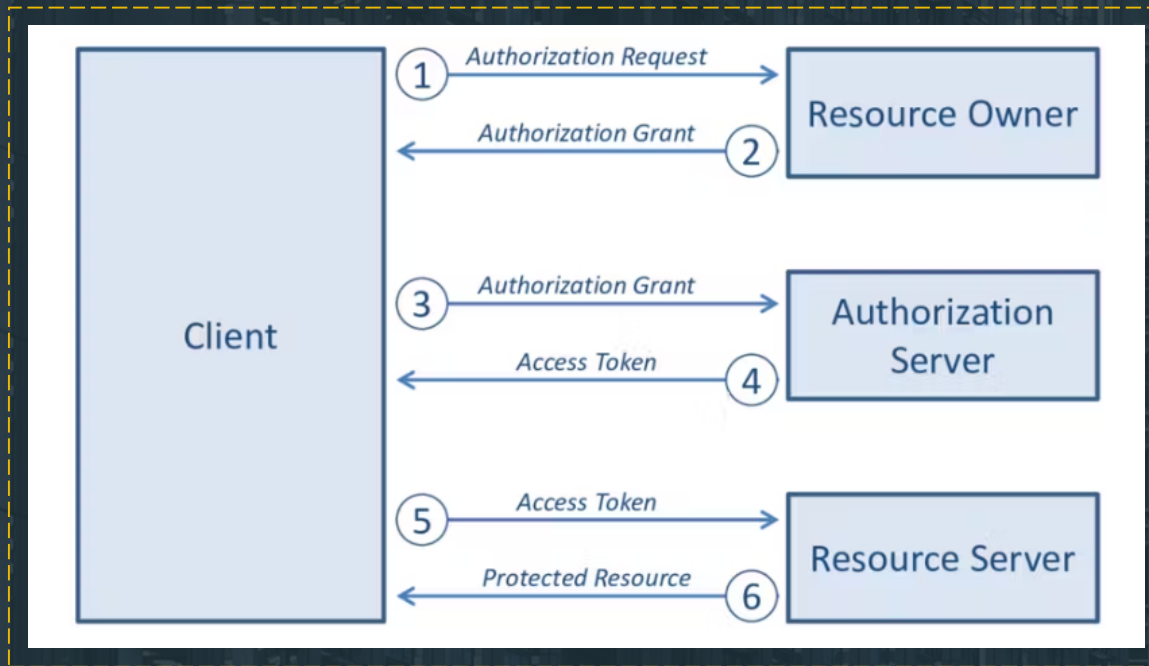 Client
1
Authorization Request
Resource Owner
Authorization Grant
2
3
Authorization Grant
Authorization
Server
Access Token
4
5
Access Token
Resource Server
Protected Resource
6